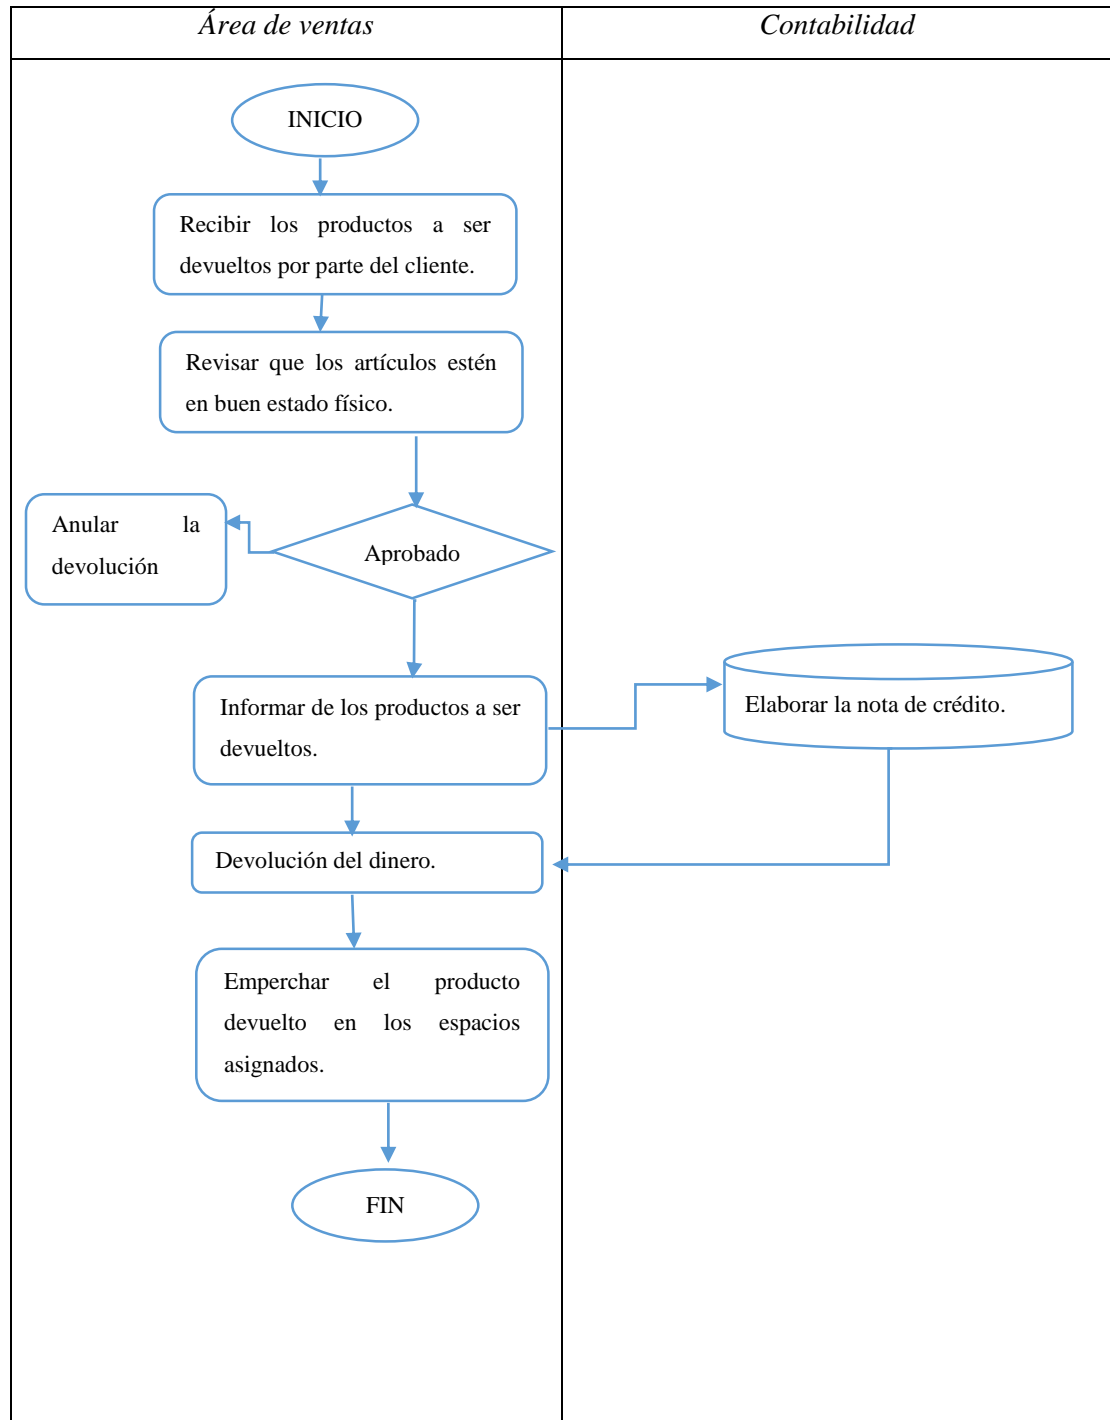 Área de ventas
Contabilidad
INICIO
Recibir los productos a ser
devueltos por parte del cliente.
Revisar que los artículos estén
en buen estado físico.
Anular la
devolución
Aprobado
Informar de los productos a ser
devueltos.
Elaborar la nota de crédito.
Devolución del dinero.
Emperchar el producto
devuelto en los espacios
asignados.
FIN